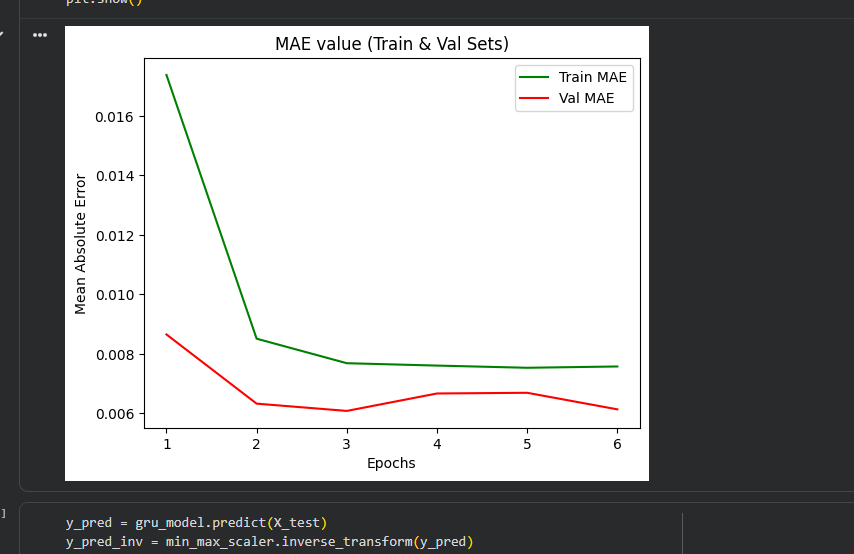 plt.show()
MAE value (Train & Val Sets)
Train MAE
Val MAE
Mean Absolute Error
0.016
0.014
0.012
0.010
0.008
0.006
1 2 3 4 5 6
Epochs
]
y_pred = gru_model.predict(X_test)
y_pred_inv = min_max_scaler.inverse_transform(y_pred)